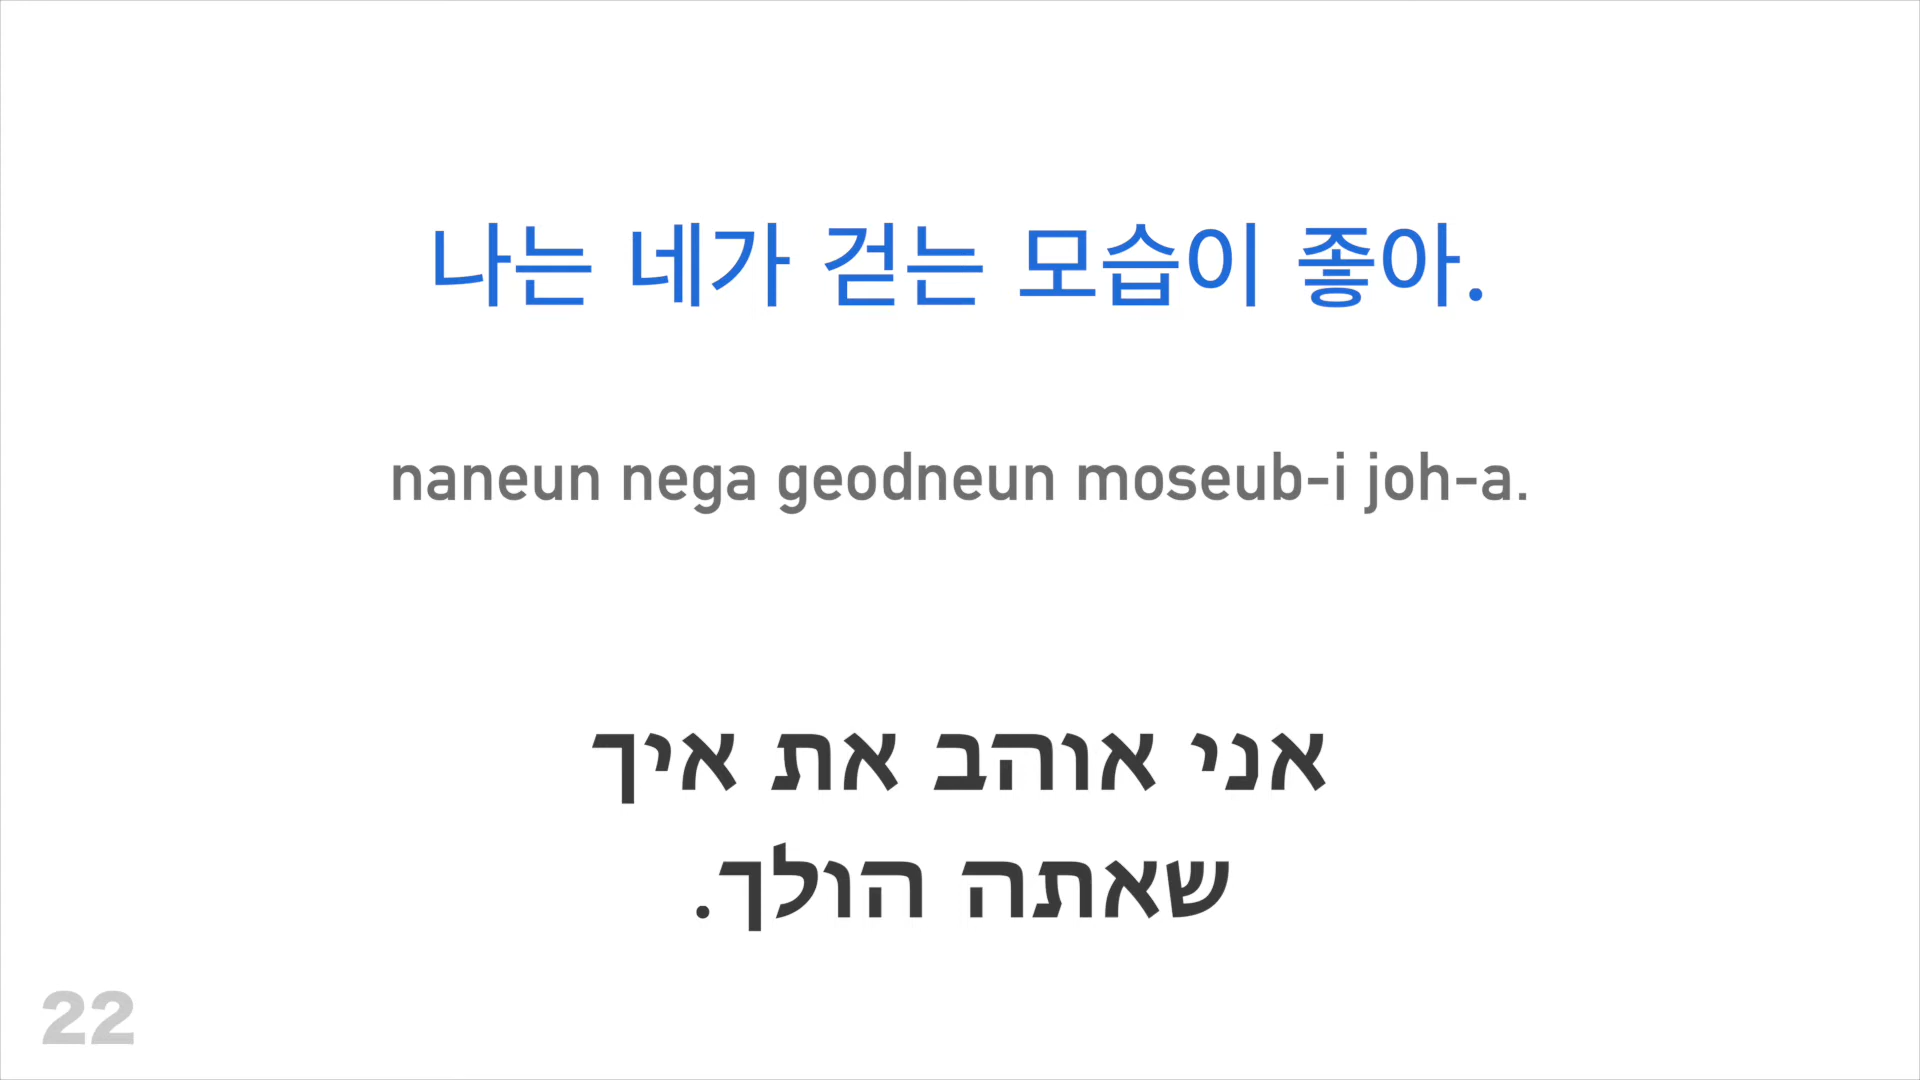 나는 네가 걷는 모습이 좋아.
naneun nega geodneun moseub-i joh-a.
אני אוהב את איך
שאתה הולך.
22